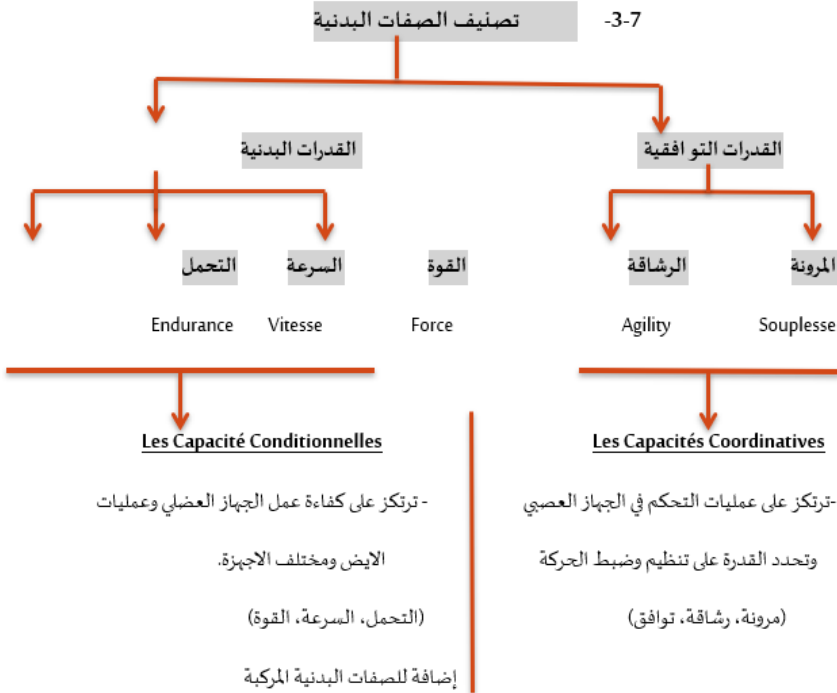 3-7- تصنيف الصفات البدنية
القدرات التوافقية القدرات البدنية
المرونة الرشاقة القوة السرعة التحمل
Endurance Vitesse Force Agility Souplesse
Les Capacités Coordinatives
-ترتكز على عمليات التحكم في الجهاز العصبي
وتحدد القدرة على تنظيم وضبط الحركة
(مرونة، رشاقة، توافق)
Les Capacité Conditionnelles
- ترتكز على كفاءة عمل الجهاز العضلي وعمليات
الايض ومختلف الاجهزة.
(التحمل، السرعة، القوة)
إضافة للصفات البدنية المركبة